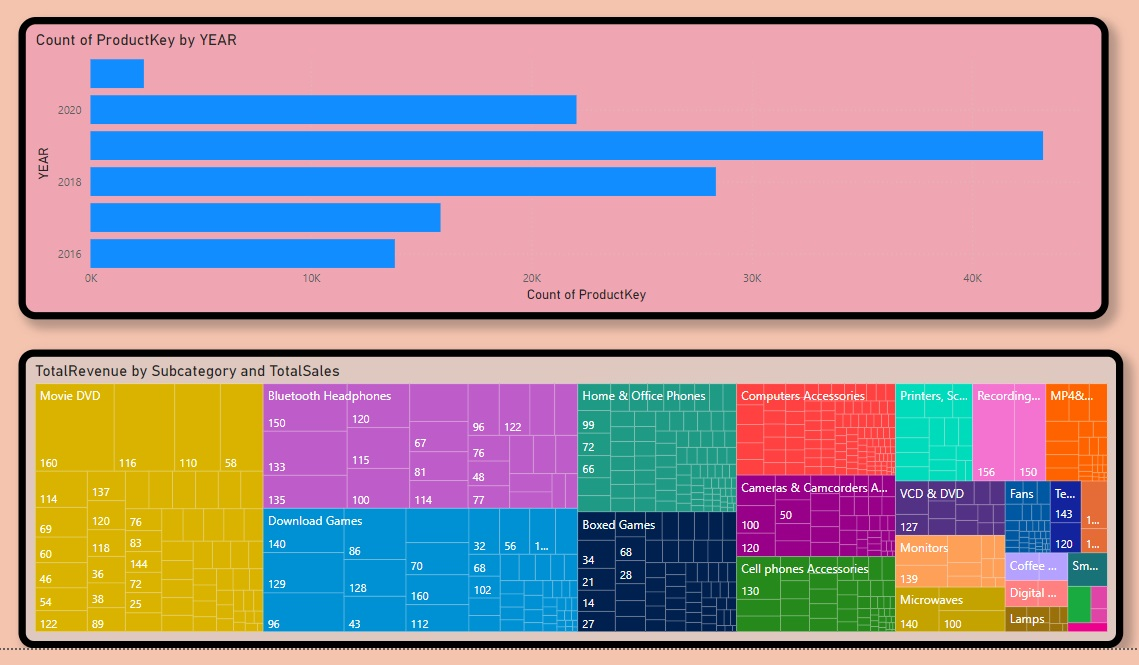 Count of ProductKey by YEAR
YEAR
2020
2018
2016
0K 10K 20K 30K 40K
Count of ProductKey
TotalRevenue by Subcategory and TotalSales
Movie DVD
160 116 110 58
114 137
69 120 76
60 118 83
46 36 144
54 38 72
122 89 25
Bluetooth Headphones
150 120 96 122
133 115 67 76
135 100 81 48
114 77
Download Games
140 86 32 56 1...
129 128 70 68
96 43 160 102
112
Home & Office Phones
99
72
66
Boxed Games
34 68
21 28
14
27
Computers Accessories
Cameras & Camcorders A...
100 50
120
Cell phones Accessories
130
Printers, Sc...
Recording...
156 150
MP4&...
VCD & DVD
127
Fans
Te...
143
120
1...
1...
Monitors
139
Microwaves
140 100
Coffee ...
Digital ...
Lamps
Sm...